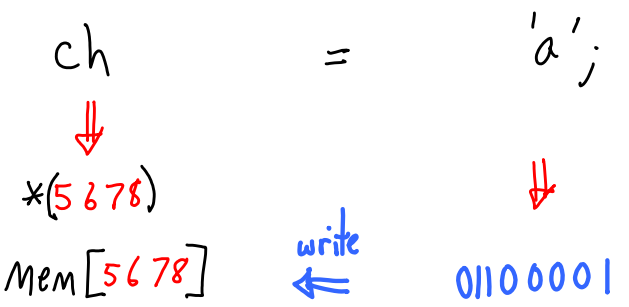 ch = 'a';
*(5678)
write
Mem[5678] 01100001